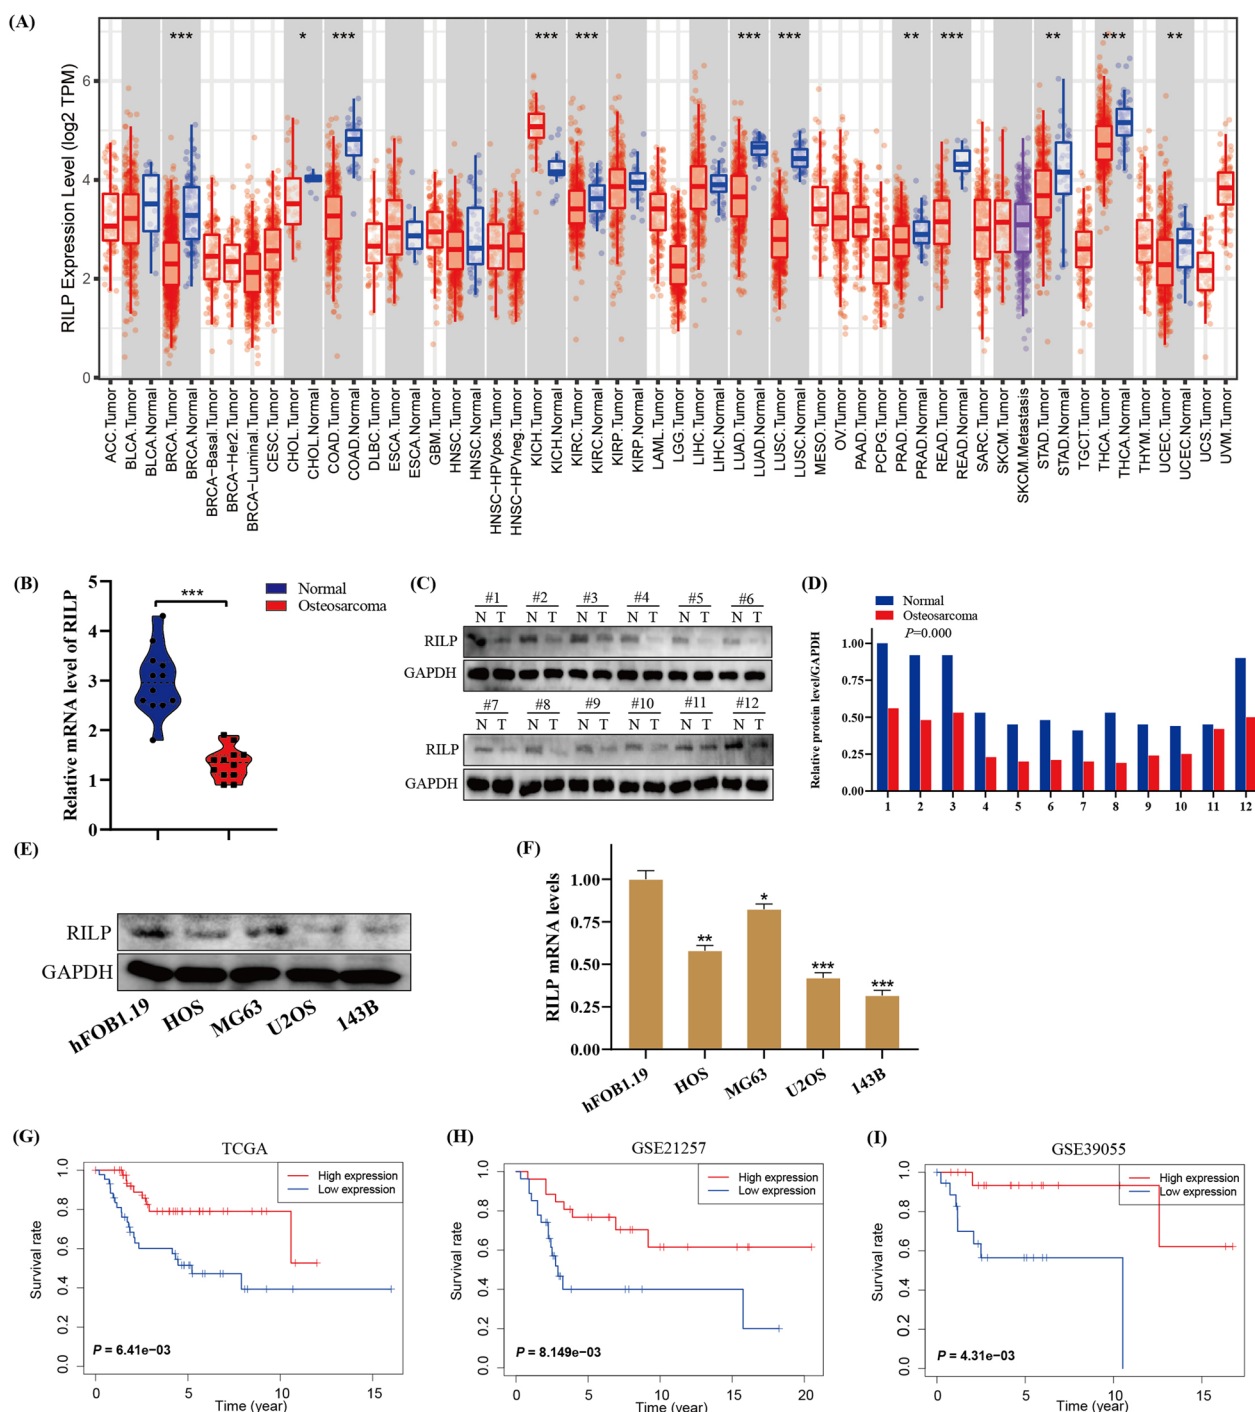 (A)
*** * *** *** *** *** *** ** *** ** *** **
RILP Expression Level (log2 TPM)
6
4
2
0
ACC.Tumor
BLCA.Tumor
BLCA.Normal
BRCA.Tumor
BRCA.Normal
BRCA−Basal.Tumor
BRCA−Her2.Tumor
BRCA−Luminal.Tumor
CESC.Tumor
CHOL.Tumor
CHOL.Normal
COAD.Tumor
COAD.Normal
DLBC.Tumor
ESCA.Tumor
ESCA.Normal
GBM.Tumor
HNSC.Tumor
HNSC.Normal
HNSC−HPVpos.Tumor
HNSC−HPVneg.Tumor
KICH.Tumor
KICH.Normal
KIRC.Tumor
KIRC.Normal
KIRP.Tumor
KIRP.Normal
LAML.Tumor
LGG.Tumor
LIHC.Tumor
LIHC.Normal
LUAD.Tumor
LUAD.Normal
LUSC.Tumor
LUSC.Normal
MESO.Tumor
OV.Tumor
PAAD.Tumor
PCPG.Tumor
PRAD.Tumor
PRAD.Normal
READ.Tumor
READ.Normal
SARC.Tumor
SKCM.Tumor
SKCM.Metastasis
STAD.Tumor
STAD.Normal
TGCT.Tumor
THCA.Tumor
THCA.Normal
THYM.Tumor
UCEC.Tumor
UCEC.Normal
UCS.Tumor
UVM.Tumor
(B)
Relative mRNA level of RILP
5
4
3
2
1
0
***
Normal
Osteosarcoma
(C)
#1 #2 #3 #4 #5 #6
N T N T N T N T N T N T
RILP
GAPDH
#7 #8 #9 #10 #11 #12
N T N T N T N T N T N T
RILP
GAPDH
(D)
Normal
Osteosarcoma
P=0.000
Relative protein level/GAPDH
1.00
0.75
0.50
0.25
0.00
1 2 3 4 5 6 7 8 9 10 11 12
(E)
RILP
GAPDH
hFOB1.19 HOS MG63 U2OS 143B
(F)
RILP mRNA levels
1.00
0.75
0.50
0.25
0.00
** * *** ***
hFOB1.19 HOS MG63 U2OS 143B
(G)
TCGA
High expression
Low expression
Survival rate
1.0
0.8
0.6
0.4
0.2
0.0
P = 6.41e−03
0 5 10 15
Time (year)
(H)
GSE21257
High expression
Low expression
Survival rate
1.0
0.8
0.6
0.4
0.2
0.0
P = 8.149e−03
0 5 10 15 20
Time (year)
(I)
GSE39055
High expression
Low expression
Survival rate
1.0
0.8
0.6
0.4
0.2
0.0
P = 4.31e−03
0 5 10 15
Time (year)